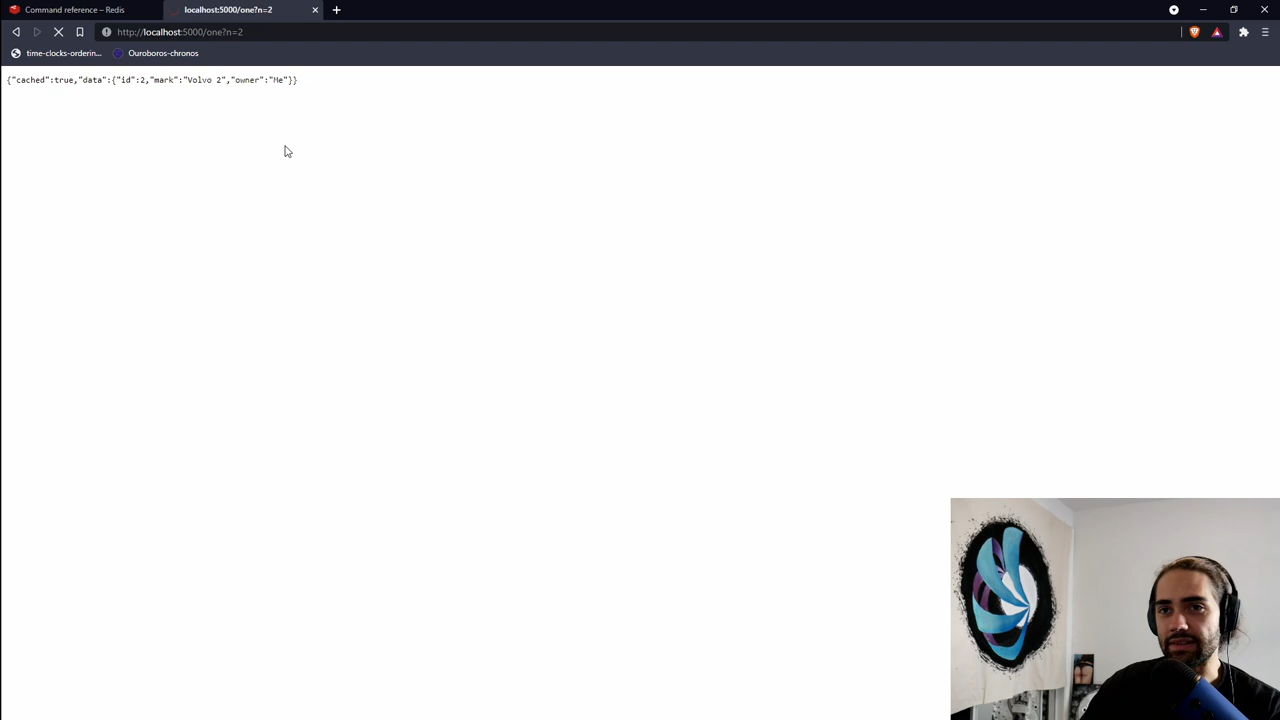 Command reference – Redis
localhost:5000/one?n=2
http://localhost:5000/one?n=2
time-clocks-orderin...
Ouroboros-chronos
{"cached":true,"data":{"id":2,"mark":"Volvo 2","owner":"Me"}}